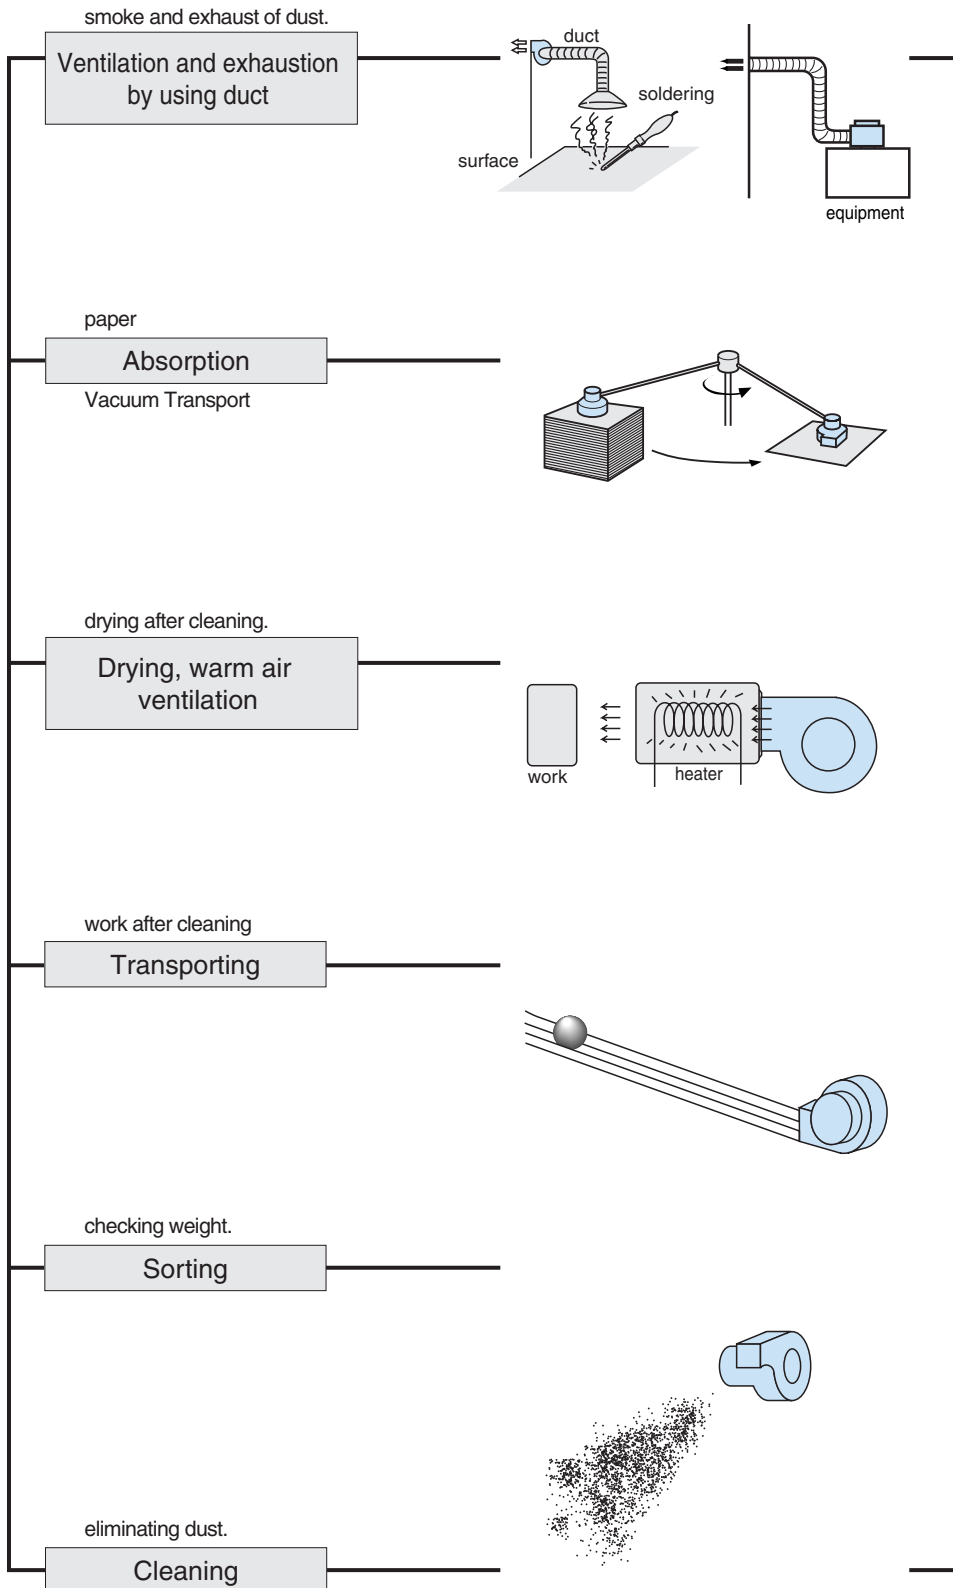 smoke and exhaust of dust.
Ventilation and exhaustion
by using duct
duct
soldering
surface
equipment
paper
Absorption
Vacuum Transport
drying after cleaning.
Drying, warm air
ventilation
work
heater
work after cleaning
Transporting
checking weight.
Sorting
eliminating dust.
Cleaning